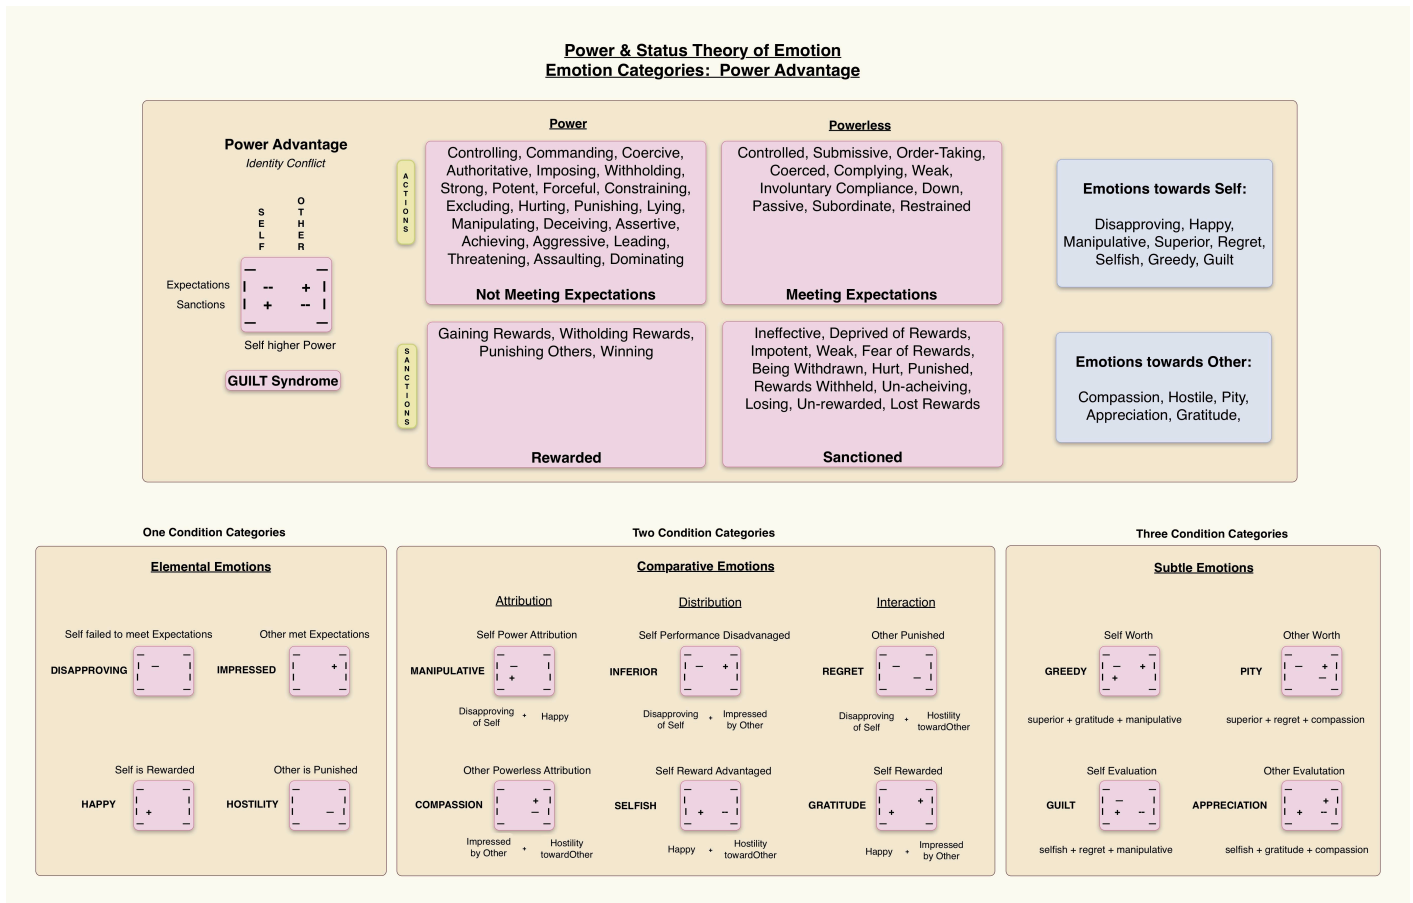 Power & Status Theory of Emotion
Emotion Categories:  Power Advantage
Power Advantage
Identity Conflict
SELF
OTHER
Expectations
Sanctions
-- +
+ --
Self higher Power
GUILT Syndrome
ACTIONS
SANCTIONS
Power
Controlling, Commanding, Coercive,
Authoritative, Imposing, Withholding,
Strong, Potent, Forceful, Constraining,
Excluding, Hurting, Punishing, Lying,
Manipulating, Deceiving, Assertive,
Achieving, Aggressive, Leading,
Threatening, Assaulting, Dominating
Not Meeting Expectations
Powerless
Controlled, Submissive, Order-Taking,
Coerced, Complying, Weak,
Involuntary Compliance, Down,
Passive, Subordinate, Restrained
Meeting Expectations
Gaining Rewards, Witholding Rewards,
Punishing Others, Winning
Rewarded
Ineffective, Deprived of Rewards,
Impotent, Weak, Fear of Rewards,
Being Withdrawn, Hurt, Punished,
Rewards Withheld, Un-acheiving,
Losing, Un-rewarded, Lost Rewards
Sanctioned
Emotions towards Self:
Disapproving, Happy,
Manipulative, Superior, Regret,
Selfish, Greedy, Guilt
Emotions towards Other:
Compassion, Hostile, Pity,
Appreciation, Gratitude,
One Condition Categories
Elemental Emotions
Self failed to meet Expectations
DISAPPROVING
Other met Expectations
IMPRESSED
Self is Rewarded
HAPPY
Other is Punished
HOSTILITY
Two Condition Categories
Comparative Emotions
Attribution
Self Power Attribution
MANIPULATIVE
Disapproving
of Self
+
Happy
Other Powerless Attribution
COMPASSION
Impressed
by Other
+
Hostility
towardOther
Distribution
Self Performance Disadvanaged
INFERIOR
Disapproving
of Self
+
Impressed
by Other
Self Reward Advantaged
SELFISH
Happy
+
Hostility
towardOther
Interaction
Other Punished
REGRET
Disapproving
of Self
+
Hostility
towardOther
Self Rewarded
GRATITUDE
Happy
+
Impressed
by Other
Three Condition Categories
Subtle Emotions
Self Worth
GREEDY
superior + gratitude + manipulative
Other Worth
PITY
superior + regret + compassion
Self Evaluation
GUILT
selfish + regret + manipulative
Other Evalutation
APPRECIATION
selfish + gratitude + compassion